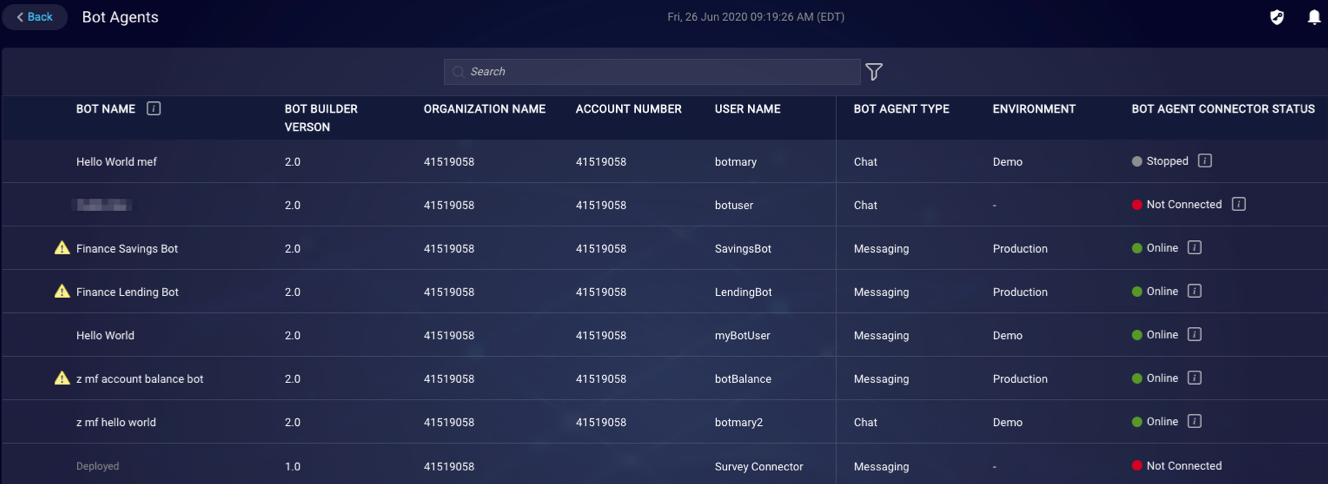 Back Bot Agents Fri, 26 Jun 2020 09:19:26 AM (EDT)
Search
BOT NAME i BOT BUILDER VERSON ORGANIZATION NAME ACCOUNT NUMBER USER NAME BOT AGENT TYPE ENVIRONMENT BOT AGENT CONNECTOR STATUS
Hello World mef 2.0 41519058 41519058 botmary Chat Demo Stopped i
2.0 41519058 41519058 botuser Chat - Not Connected i
Finance Savings Bot 2.0 41519058 41519058 SavingsBot Messaging Production Online i
Finance Lending Bot 2.0 41519058 41519058 LendingBot Messaging Production Online i
Hello World 2.0 41519058 41519058 myBotUser Messaging Demo Online i
z mf account balance bot 2.0 41519058 41519058 botBalance Messaging Production Online i
z mf hello world 2.0 41519058 41519058 botmary2 Chat Demo Online i
Deployed 1.0 41519058 Survey Connector Messaging - Not Connected